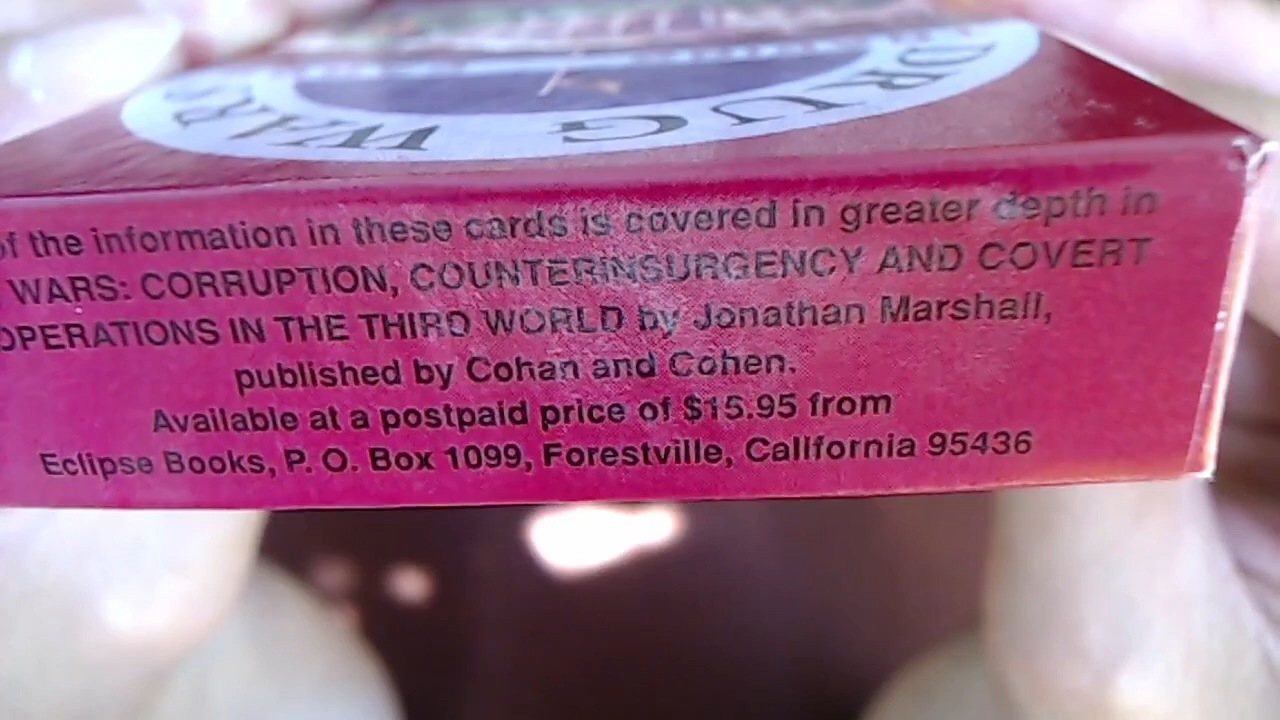 DRUG WARS
of the information in these cards is covered in greater depth in
WARS: CORRUPTION, COUNTERINSURGENCY AND COVERT
OPERATIONS IN THE THIRD WORLD by Jonathan Marshall,
published by Cohan and Cohen.
Available at a postpaid price of $15.95 from
Eclipse Books, P. O. Box 1099, Forestville, California 95436